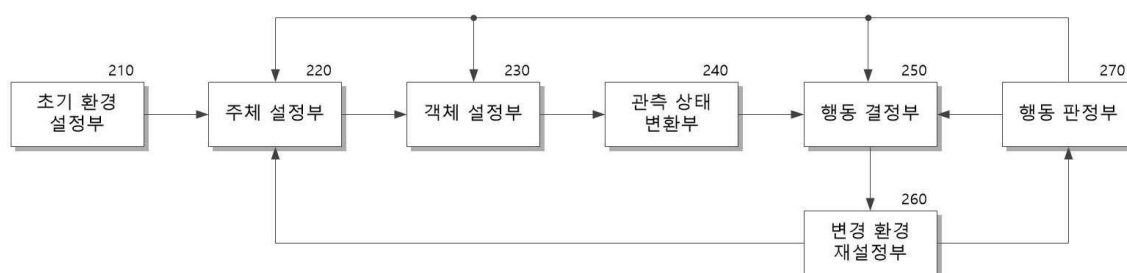 210
초기 환경
설정부
220
주체 설정부
230
객체 설정부
240
관측 상태
변환부
250
행동 결정부
270
행동 판정부
260
변경 환경
재설정부